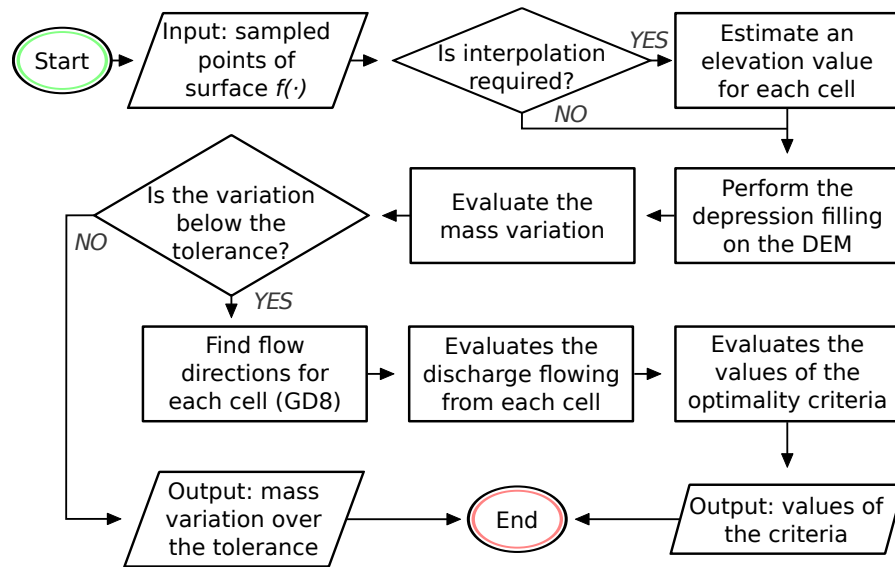 Start
Input: sampled
points of
surface f(·)
Is interpolation
required?
YES
NO
Estimate an
elevation value
for each cell
Perform the
depression filling
on the DEM
Evaluate the
mass variation
Is the variation
below the
tolerance?
NO
YES
Find flow
directions for
each cell (GD8)
Evaluates the
discharge flowing
from each cell
Evaluates the
values of the
optimality criteria
Output: mass
variation over
the tolerance
End
Output: values of
the criteria